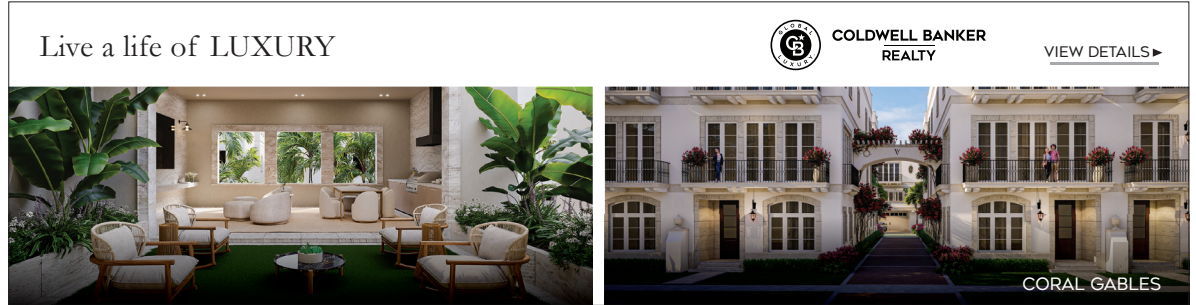 Live a life of LUXURY
GLOBAL
CB
LUXURY
COLDWELL BANKER
REALTY
VIEW DETAILS
CORAL GABLES